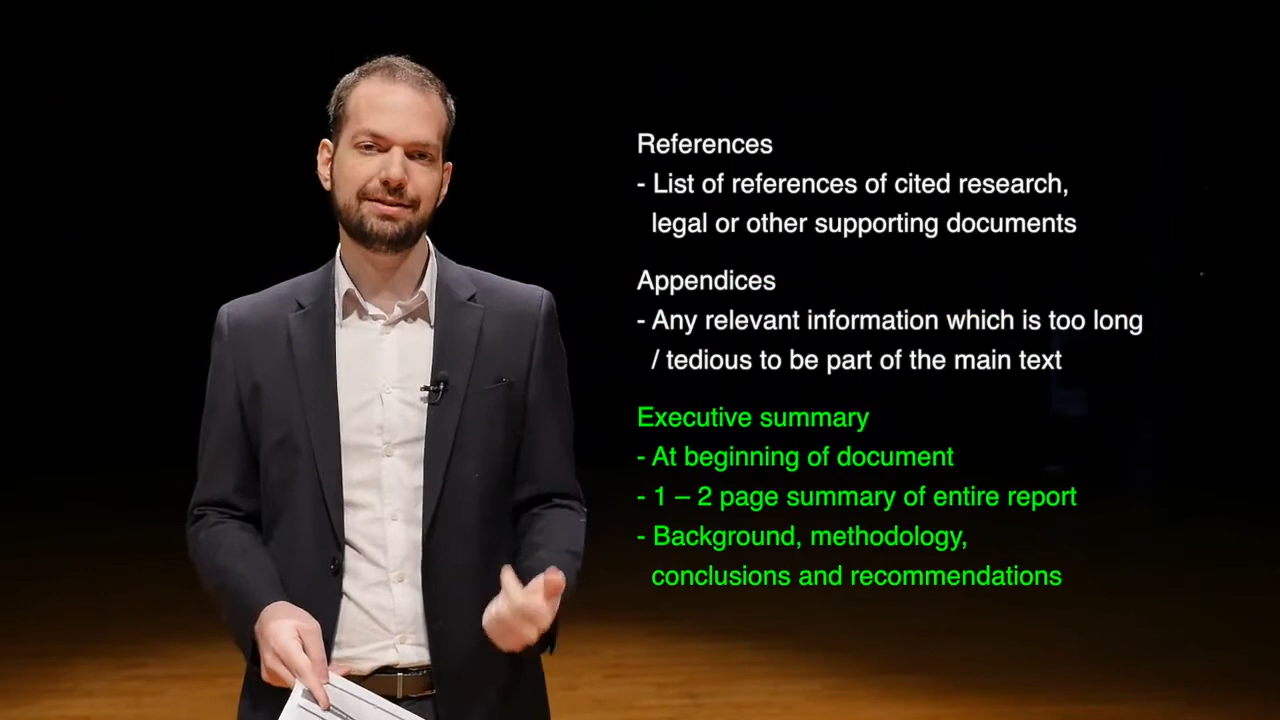 References
- List of references of cited research,
legal or other supporting documents
Appendices
- Any relevant information which is too long
/ tedious to be part of the main text
Executive summary
- At beginning of document
- 1 – 2 page summary of entire report
- Background, methodology,
conclusions and recommendations